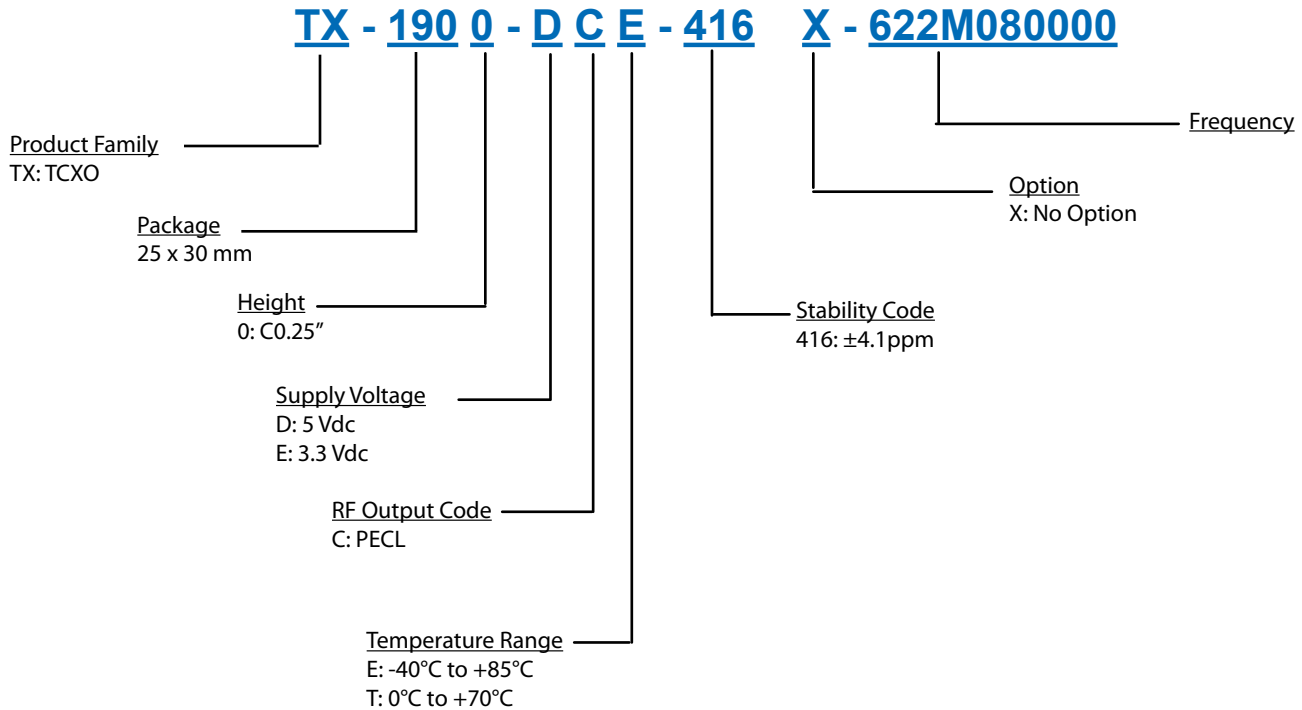 TX - 190 0 - D C E - 416 X - 622M080000
Product Family
TX: TCXO
Package
25 x 30 mm
Height
0: C0.25"
Supply Voltage
D: 5 Vdc
E: 3.3 Vdc
RF Output Code
C: PECL
Temperature Range
E: -40°C to +85°C
T: 0°C to +70°C
Stability Code
416: ±4.1ppm
Option
X: No Option
Frequency